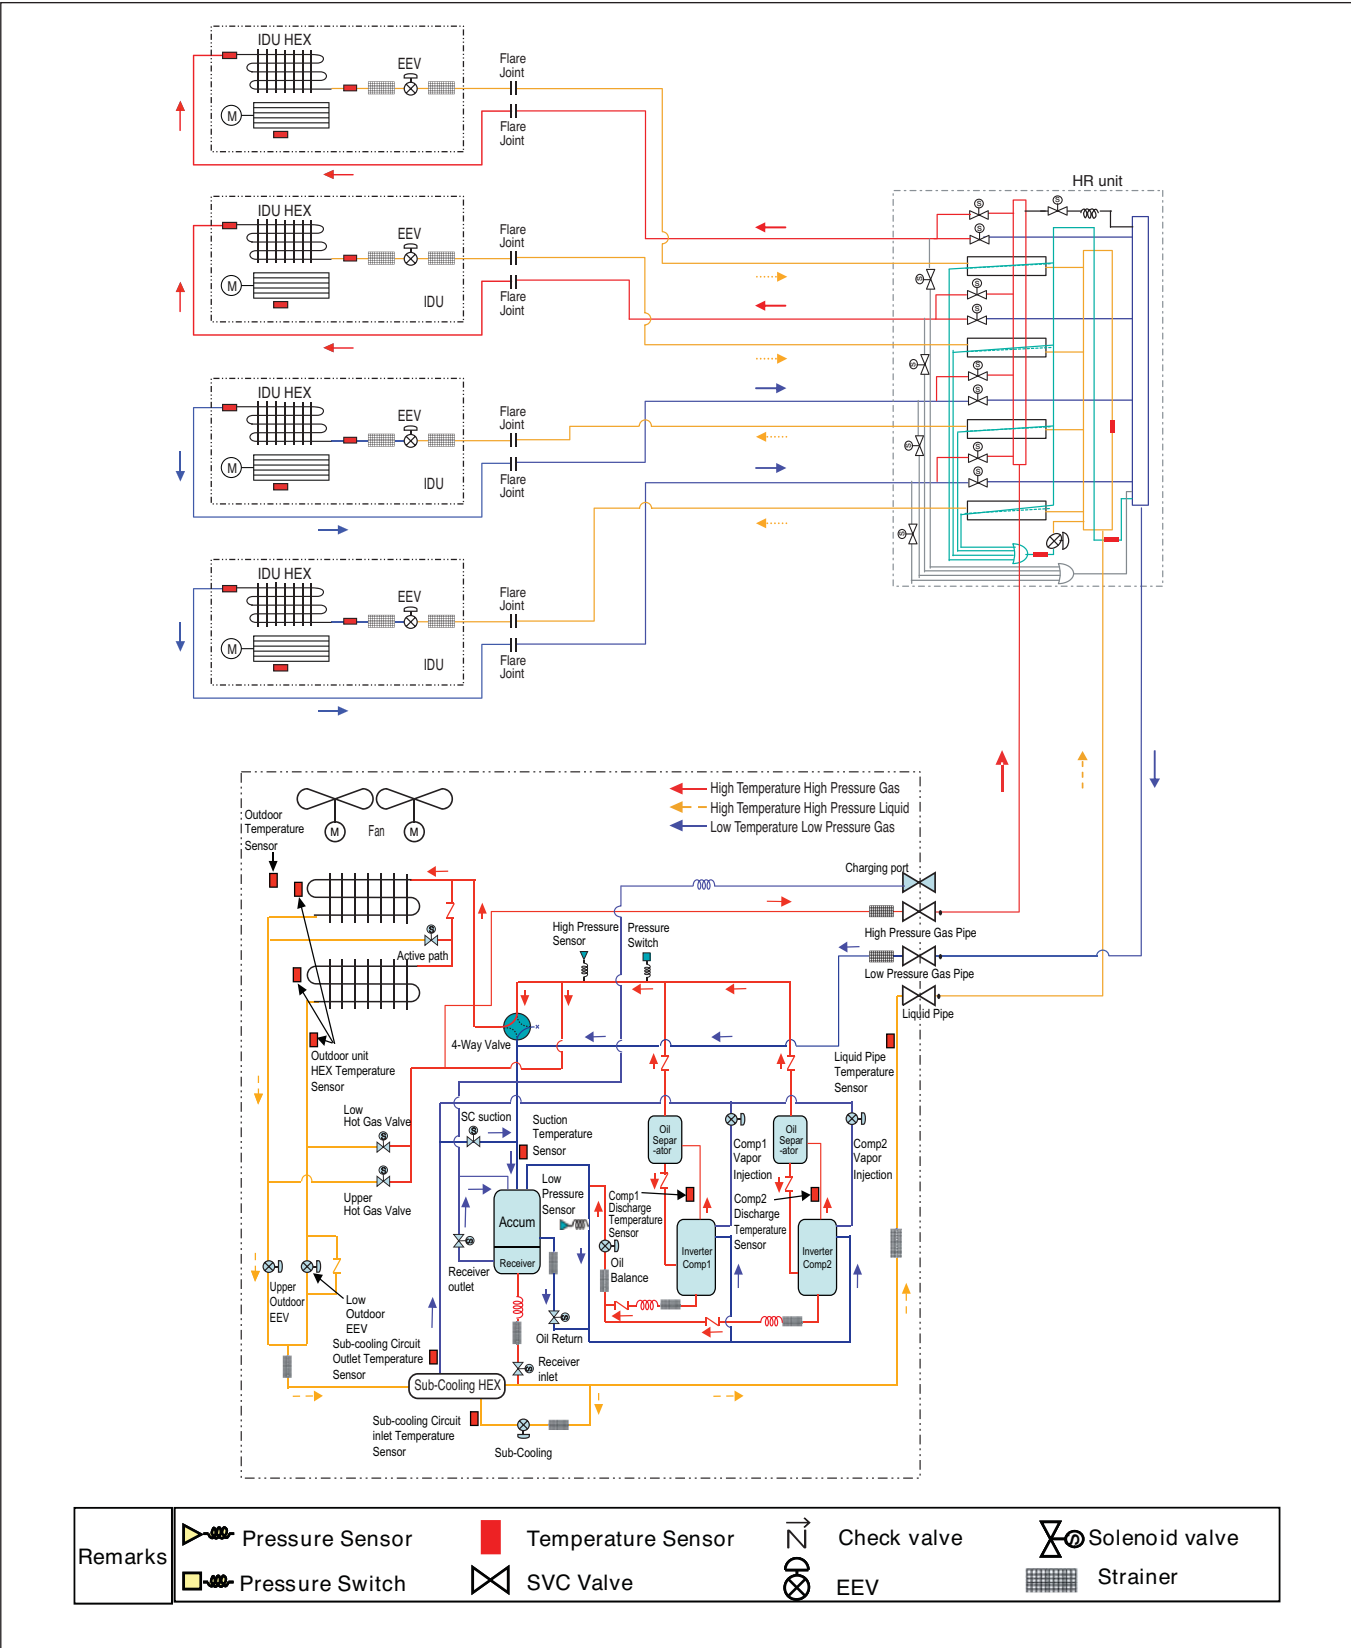 IDU HEX
EEV
Flare
Joint
M
Flare
Joint
IDU HEX
EEV
Flare
Joint
M
IDU
Flare
Joint
HR unit
S
S
S
S
S
S
S
S
S
S
S
S
S
IDU HEX
EEV
Flare
Joint
M
IDU
Flare
Joint
IDU HEX
EEV
Flare
Joint
M
IDU
Flare
Joint
High Temperature High Pressure Gas
High Temperature High Pressure Liquid
Low Temperature Low Pressure Gas
Outdoor
Temperature
Sensor
M
Fan
M
Charging port
High Pressure
Sensor
Pressure
Switch
S
Active path
High Pressure Gas Pipe
Low Pressure Gas Pipe
Liquid Pipe
4-Way Valve
Outdoor unit
HEX Temperature
Sensor
Liquid Pipe
Temperature
Sensor
Low
Hot Gas Valve
S
SC suction
S
Suction
Temperature
Sensor
Oil
Separ
-ator
Comp1
Vapor
Injection
Oil
Separ
-ator
Comp2
Vapor
Injection
S
Upper
Hot Gas Valve
Low
Pressure
Sensor
Comp1
Discharge
Temperature
Sensor
Comp2
Discharge
Temperature
Sensor
Accum
Receiver
S
Receiver
outlet
Oil
Balance
Inverter
Comp1
Inverter
Comp2
Upper
Outdoor
EEV
Low
Outdoor
EEV
S
Oil Return
Sub-cooling Circuit
Outlet Temperature
Sensor
S
Receiver
inlet
Sub-Cooling HEX
Sub-cooling Circuit
inlet Temperature
Sensor
Sub-Cooling
Remarks
Pressure Sensor
Temperature Sensor
Check valve
S
Solenoid valve
Pressure Switch
SVC Valve
EEV
Strainer